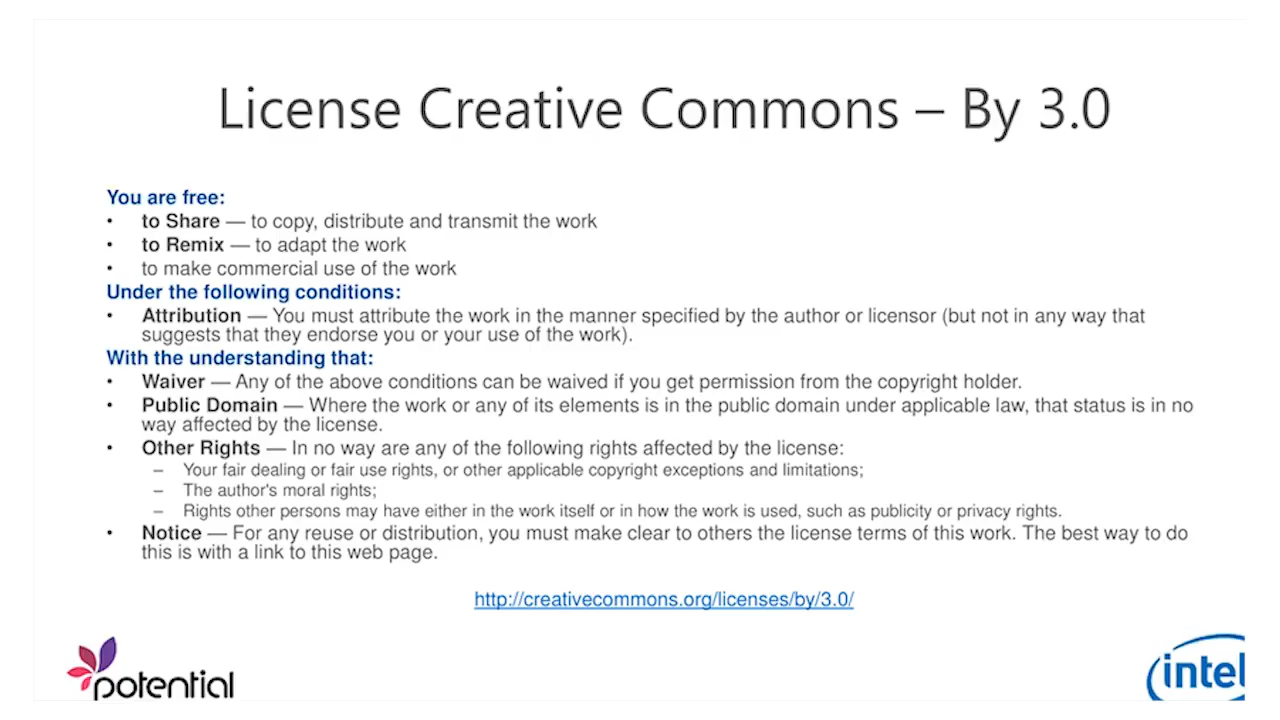 License Creative Commons – By 3.0
You are free:
• to Share — to copy, distribute and transmit the work
• to Remix — to adapt the work
• to make commercial use of the work
Under the following conditions:
• Attribution — You must attribute the work in the manner specified by the author or licensor (but not in any way that
suggests that they endorse you or your use of the work).
With the understanding that:
• Waiver — Any of the above conditions can be waived if you get permission from the copyright holder.
• Public Domain — Where the work or any of its elements is in the public domain under applicable law, that status is in no
way affected by the license.
• Other Rights — In no way are any of the following rights affected by the license:
– Your fair dealing or fair use rights, or other applicable copyright exceptions and limitations;
– The author's moral rights;
– Rights other persons may have either in the work itself or in how the work is used, such as publicity or privacy rights.
• Notice — For any reuse or distribution, you must make clear to others the license terms of this work. The best way to do
this is with a link to this web page.
http://creativecommons.org/licenses/by/3.0/
potential
intel